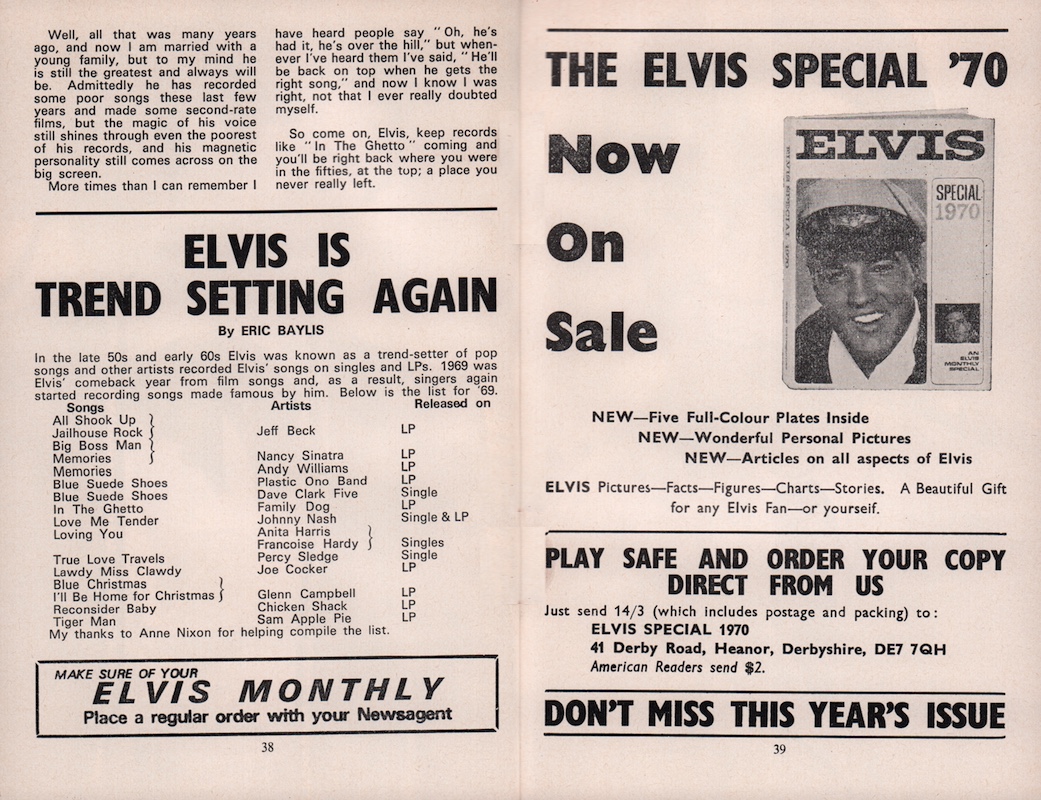 Well, all that was many years
ago, and now I am married with a
young family, but to my mind he
is still the greatest and always will
be. Admittedly he has recorded
some poor songs these last few
years and made some second-rate
films, but the magic of his voice
still shines through even the poorest
of his records, and his magnetic
personality still comes across on the
big screen.
More times than I can remember I
have heard people say "Oh, he's
had it, he's over the hill," but when-
ever I've heard them I've said, "He'll
be back on top when he gets the
right song," and now I know I was
right, not that I ever really doubted
myself.
So come on, Elvis, keep records
like "In The Ghetto" coming and
you'll be right back where you were
in the fifties, at the top; a place you
never really left.
ELVIS IS
TREND SETTING AGAIN
By ERIC BAYLIS
In the late 50s and early 60s Elvis was known as a trend-setter of pop
songs and other artists recorded Elvis' songs on singles and LPs. 1969 was
Elvis' comeback year from film songs and, as a result, singers again
started recording songs made famous by him. Below is the list for '69.
Songs Artists Released on
All Shook Up }
Jailhouse Rock } Jeff Beck LP
Big Boss Man }
Memories } Nancy Sinatra LP
Memories Andy Williams LP
Blue Suede Shoes Plastic Ono Band LP
Blue Suede Shoes Dave Clark Five Single
In The Ghetto Family Dog LP
Love Me Tender Johnny Nash Single & LP
Loving You Anita Harris }
Francoise Hardy } Singles
True Love Travels Percy Sledge Single
Lawdy Miss Clawdy Joe Cocker LP
Blue Christmas }
I'll Be Home for Christmas } Glenn Campbell LP
Reconsider Baby Chicken Shack LP
Tiger Man Sam Apple Pie LP
My thanks to Anne Nixon for helping compile the list.
MAKE SURE OF YOUR
ELVIS MONTHLY
Place a regular order with your Newsagent
38
THE ELVIS SPECIAL '70
Now
On
Sale
ELVIS
SPECIAL
1970
AN
ELVIS
MONTHLY
SPECIAL
NEW—Five Full-Colour Plates Inside
NEW—Wonderful Personal Pictures
NEW—Articles on all aspects of Elvis
ELVIS Pictures—Facts—Figures—Charts—Stories. A Beautiful Gift
for any Elvis Fan—or yourseif.
PLAY SAFE AND ORDER YOUR COPY
DIRECT FROM US
Just send 14/3 (which includes postage and packing) to:
ELVIS SPECIAL 1970
41 Derby Road, Heanor, Derbyshire, DE7 7QH
American Readers send $2.
DON'T MISS THIS YEAR'S ISSUE
39